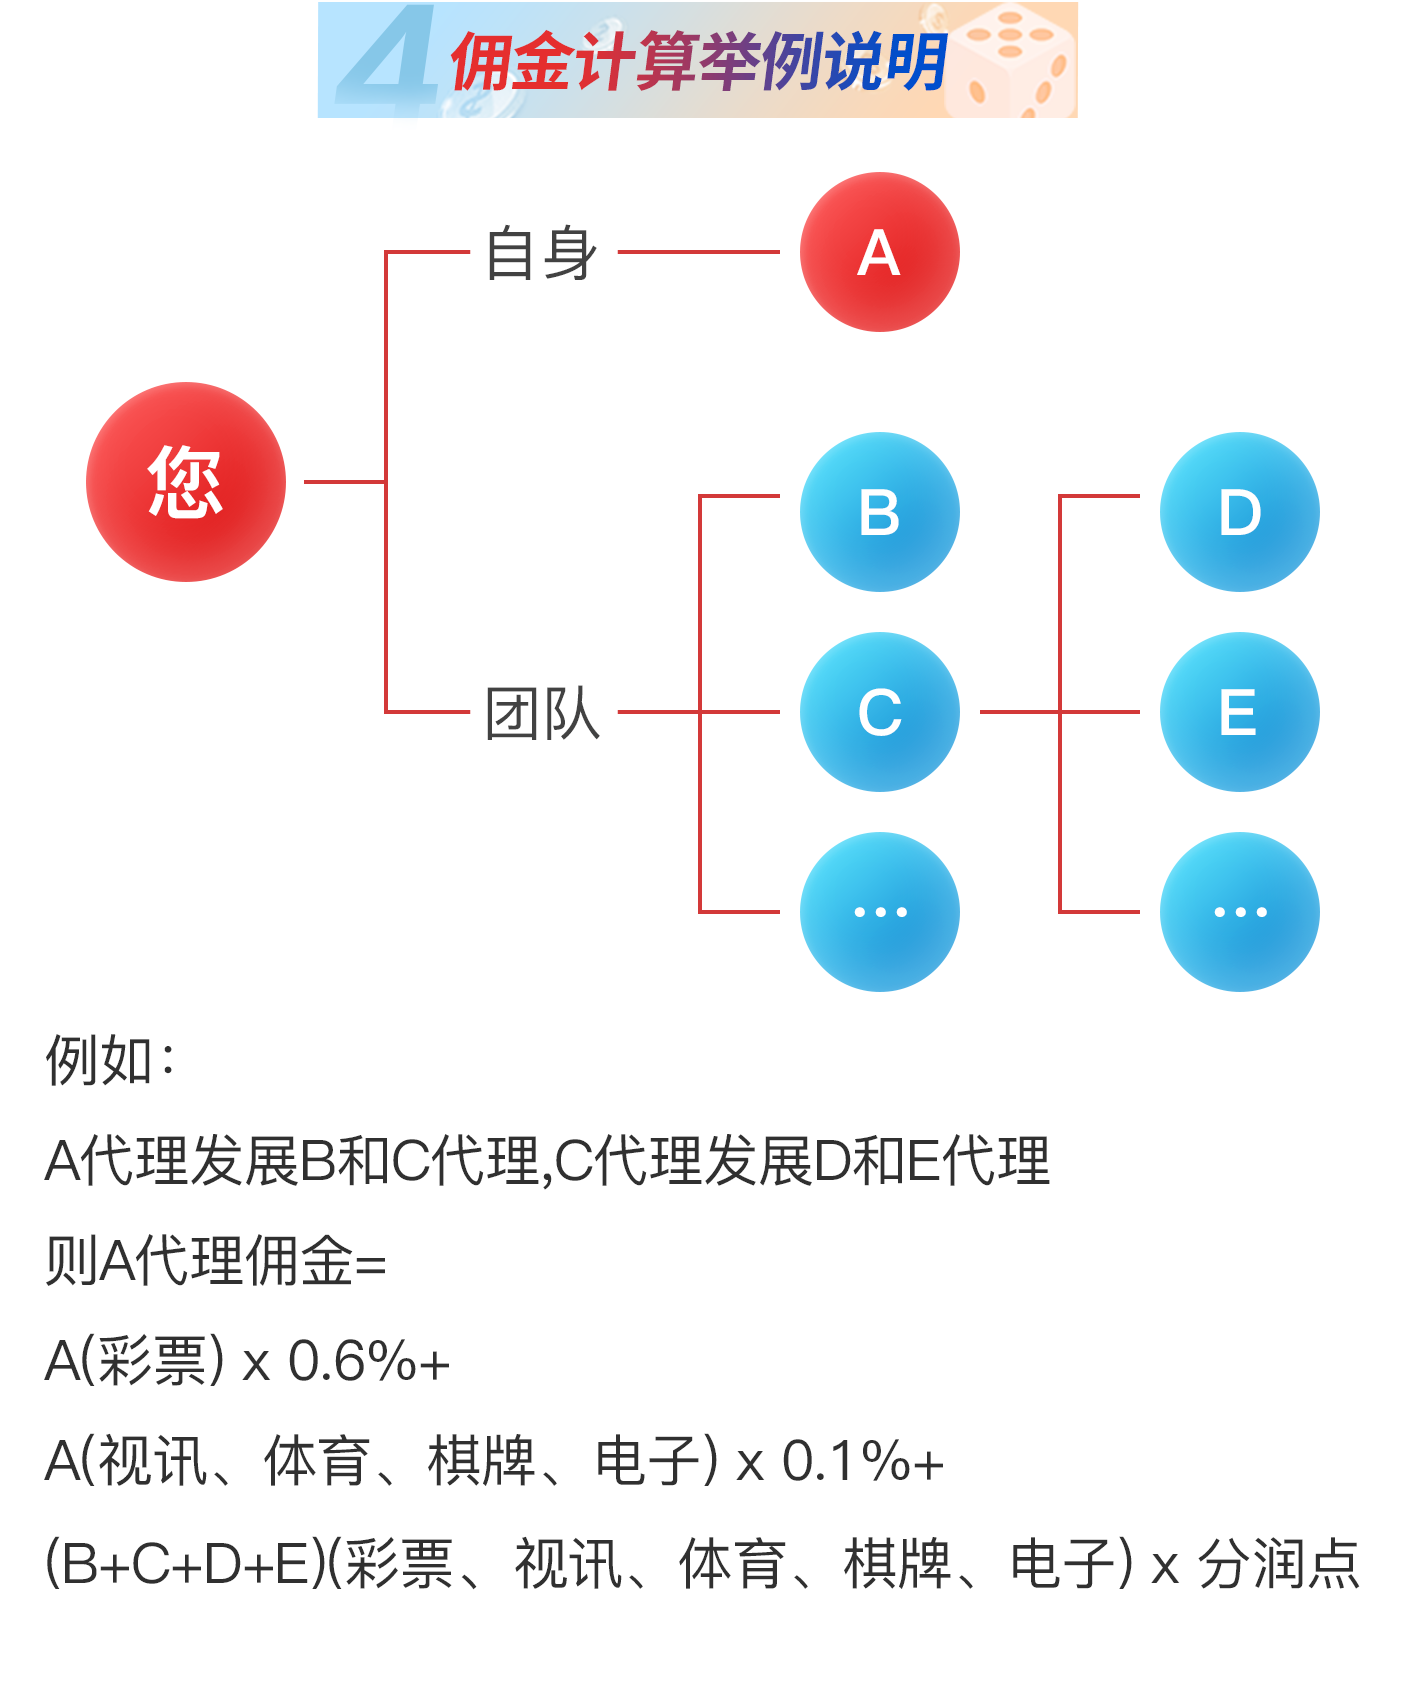 4 佣金计算举例说明
自身
A
您
B
D
团队
C
E
...
...
例如：
A代理发展B和C代理,C代理发展D和E代理
则A代理佣金=
A(彩票) x 0.6%+
A(视讯、体育、棋牌、电子) x 0.1%+
(B+C+D+E)(彩票、视讯、体育、棋牌、电子) x 分润点